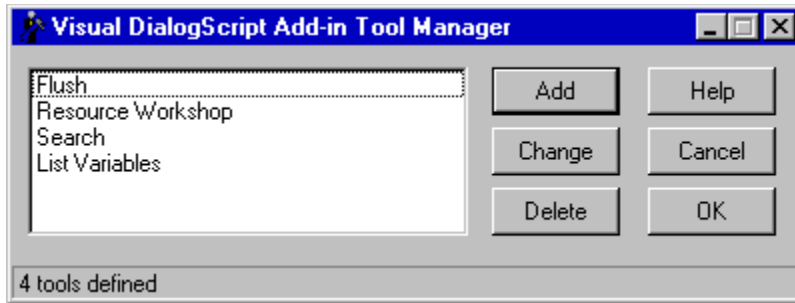 Visual DialogScript Add-in Tool Manager
Flush
Resource Workshop
Search
List Variables
Add
Help
Change
Cancel
Delete
OK
4 tools defined